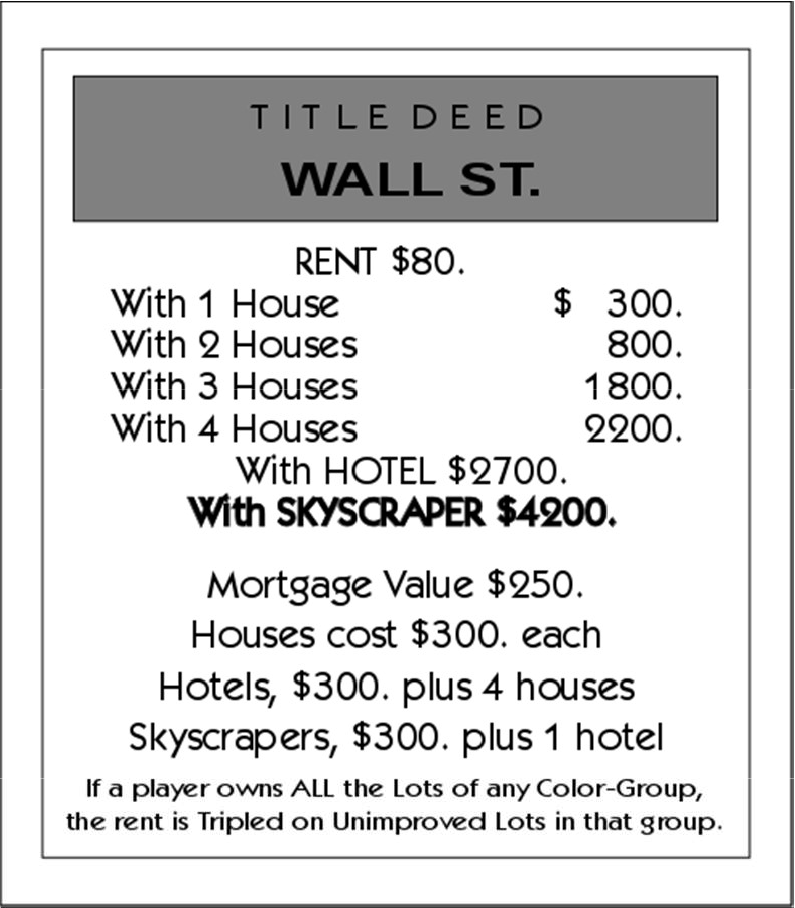 TITLE DEED
WALL ST.
RENT $80.
With 1 House $ 300.
With 2 Houses 800.
With 3 Houses 1800.
With 4 Houses 2200.
With HOTEL $2700.
With SKYSCRAPER $4200.
Mortgage Value $250.
Houses cost $300. each
Hotels, $300. plus 4 houses
Skyscrapers, $300. plus 1 hotel
If a player owns ALL the Lots of any Color-Group,
the rent is Tripled on Unimproved Lots in that group.